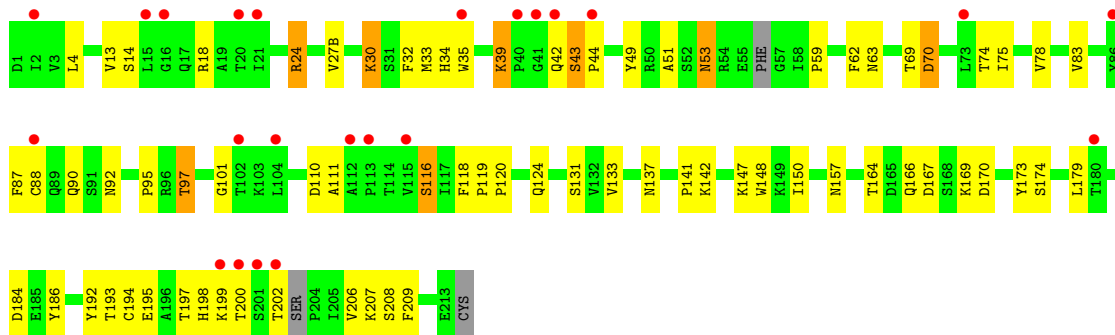 D1 I2 V3 L4 V13 S14 L15 G16 Q17 R18 A19 T20 I21 R24 V27B K30 S31 F32 M33 H34 W35 K39 P40 G41 Q42 S43 P44 Y49 R50 A51 S52 N53 R54 E55 PHE G57 I58 P59 F62 N63 T69 D70 L73 T74 I75 V78 V83 Y86
F87 C88 Q89 Q90 S91 N92 P95 R96 T97 G101 T102 K103 L104 D110 A111 A112 P113 T114 V115 S116 T117 F118 P119 P120 Q124 S131 V132 V133 N137 P141 K142 K147 W148 K149 I150 N157 T164 D165 Q166 D167 S168 K169 D170 Y173 S174 L179 T180
D184 E185 Y186 Y192 T193 C194 E195 A196 T197 H198 K199 T200 S201 T202 SER P204 I205 V206 K207 S208 F209 E213 CYS